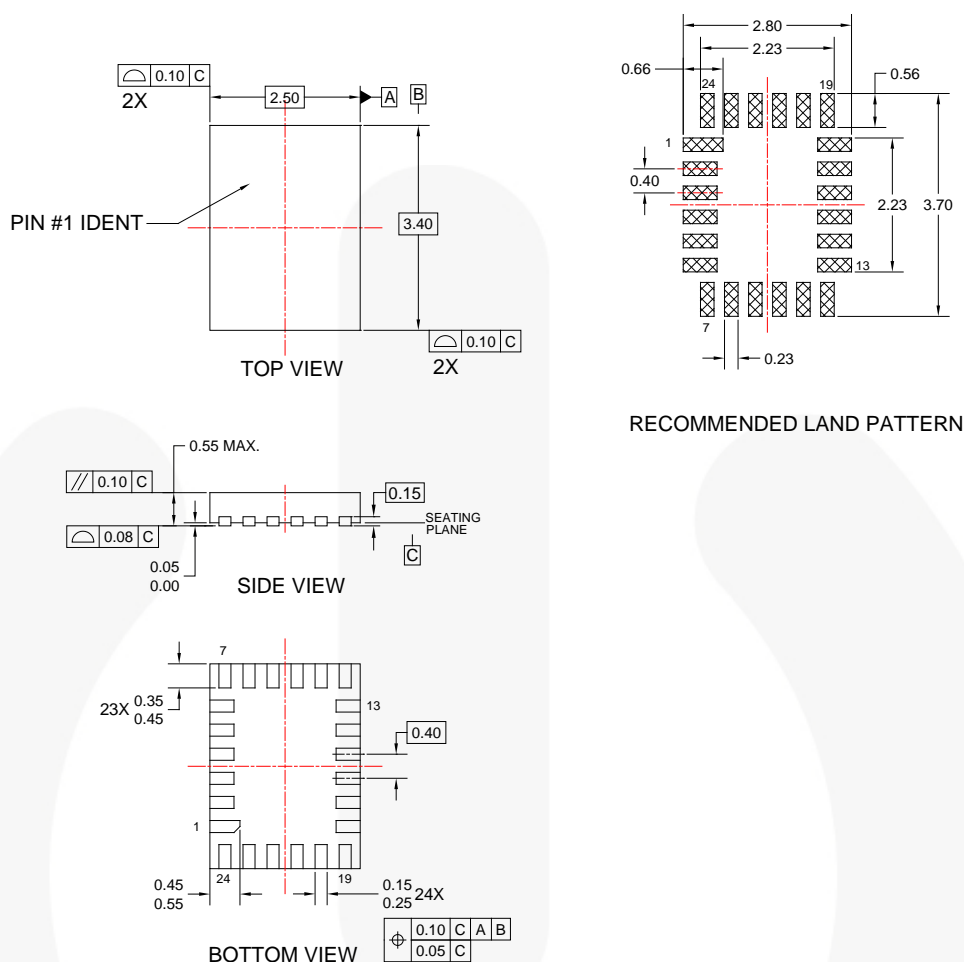 0.10 C
2X
2.50
A
B
PIN #1 IDENT
3.40
0.10 C
2X
TOP VIEW
2.80
2.23
0.66
0.56
24
19
1
0.40
2.23
3.70
13
7
0.23
RECOMMENDED LAND PATTERN
0.55 MAX.
// 0.10 C
0.15
0.08 C
SEATING
PLANE
C
0.05
0.00
SIDE VIEW
7
23X 0.35
0.45
13
0.40
1
24
19
0.45
0.55
0.15
0.25 24X
0.10 C A B
0.05 C
BOTTOM VIEW